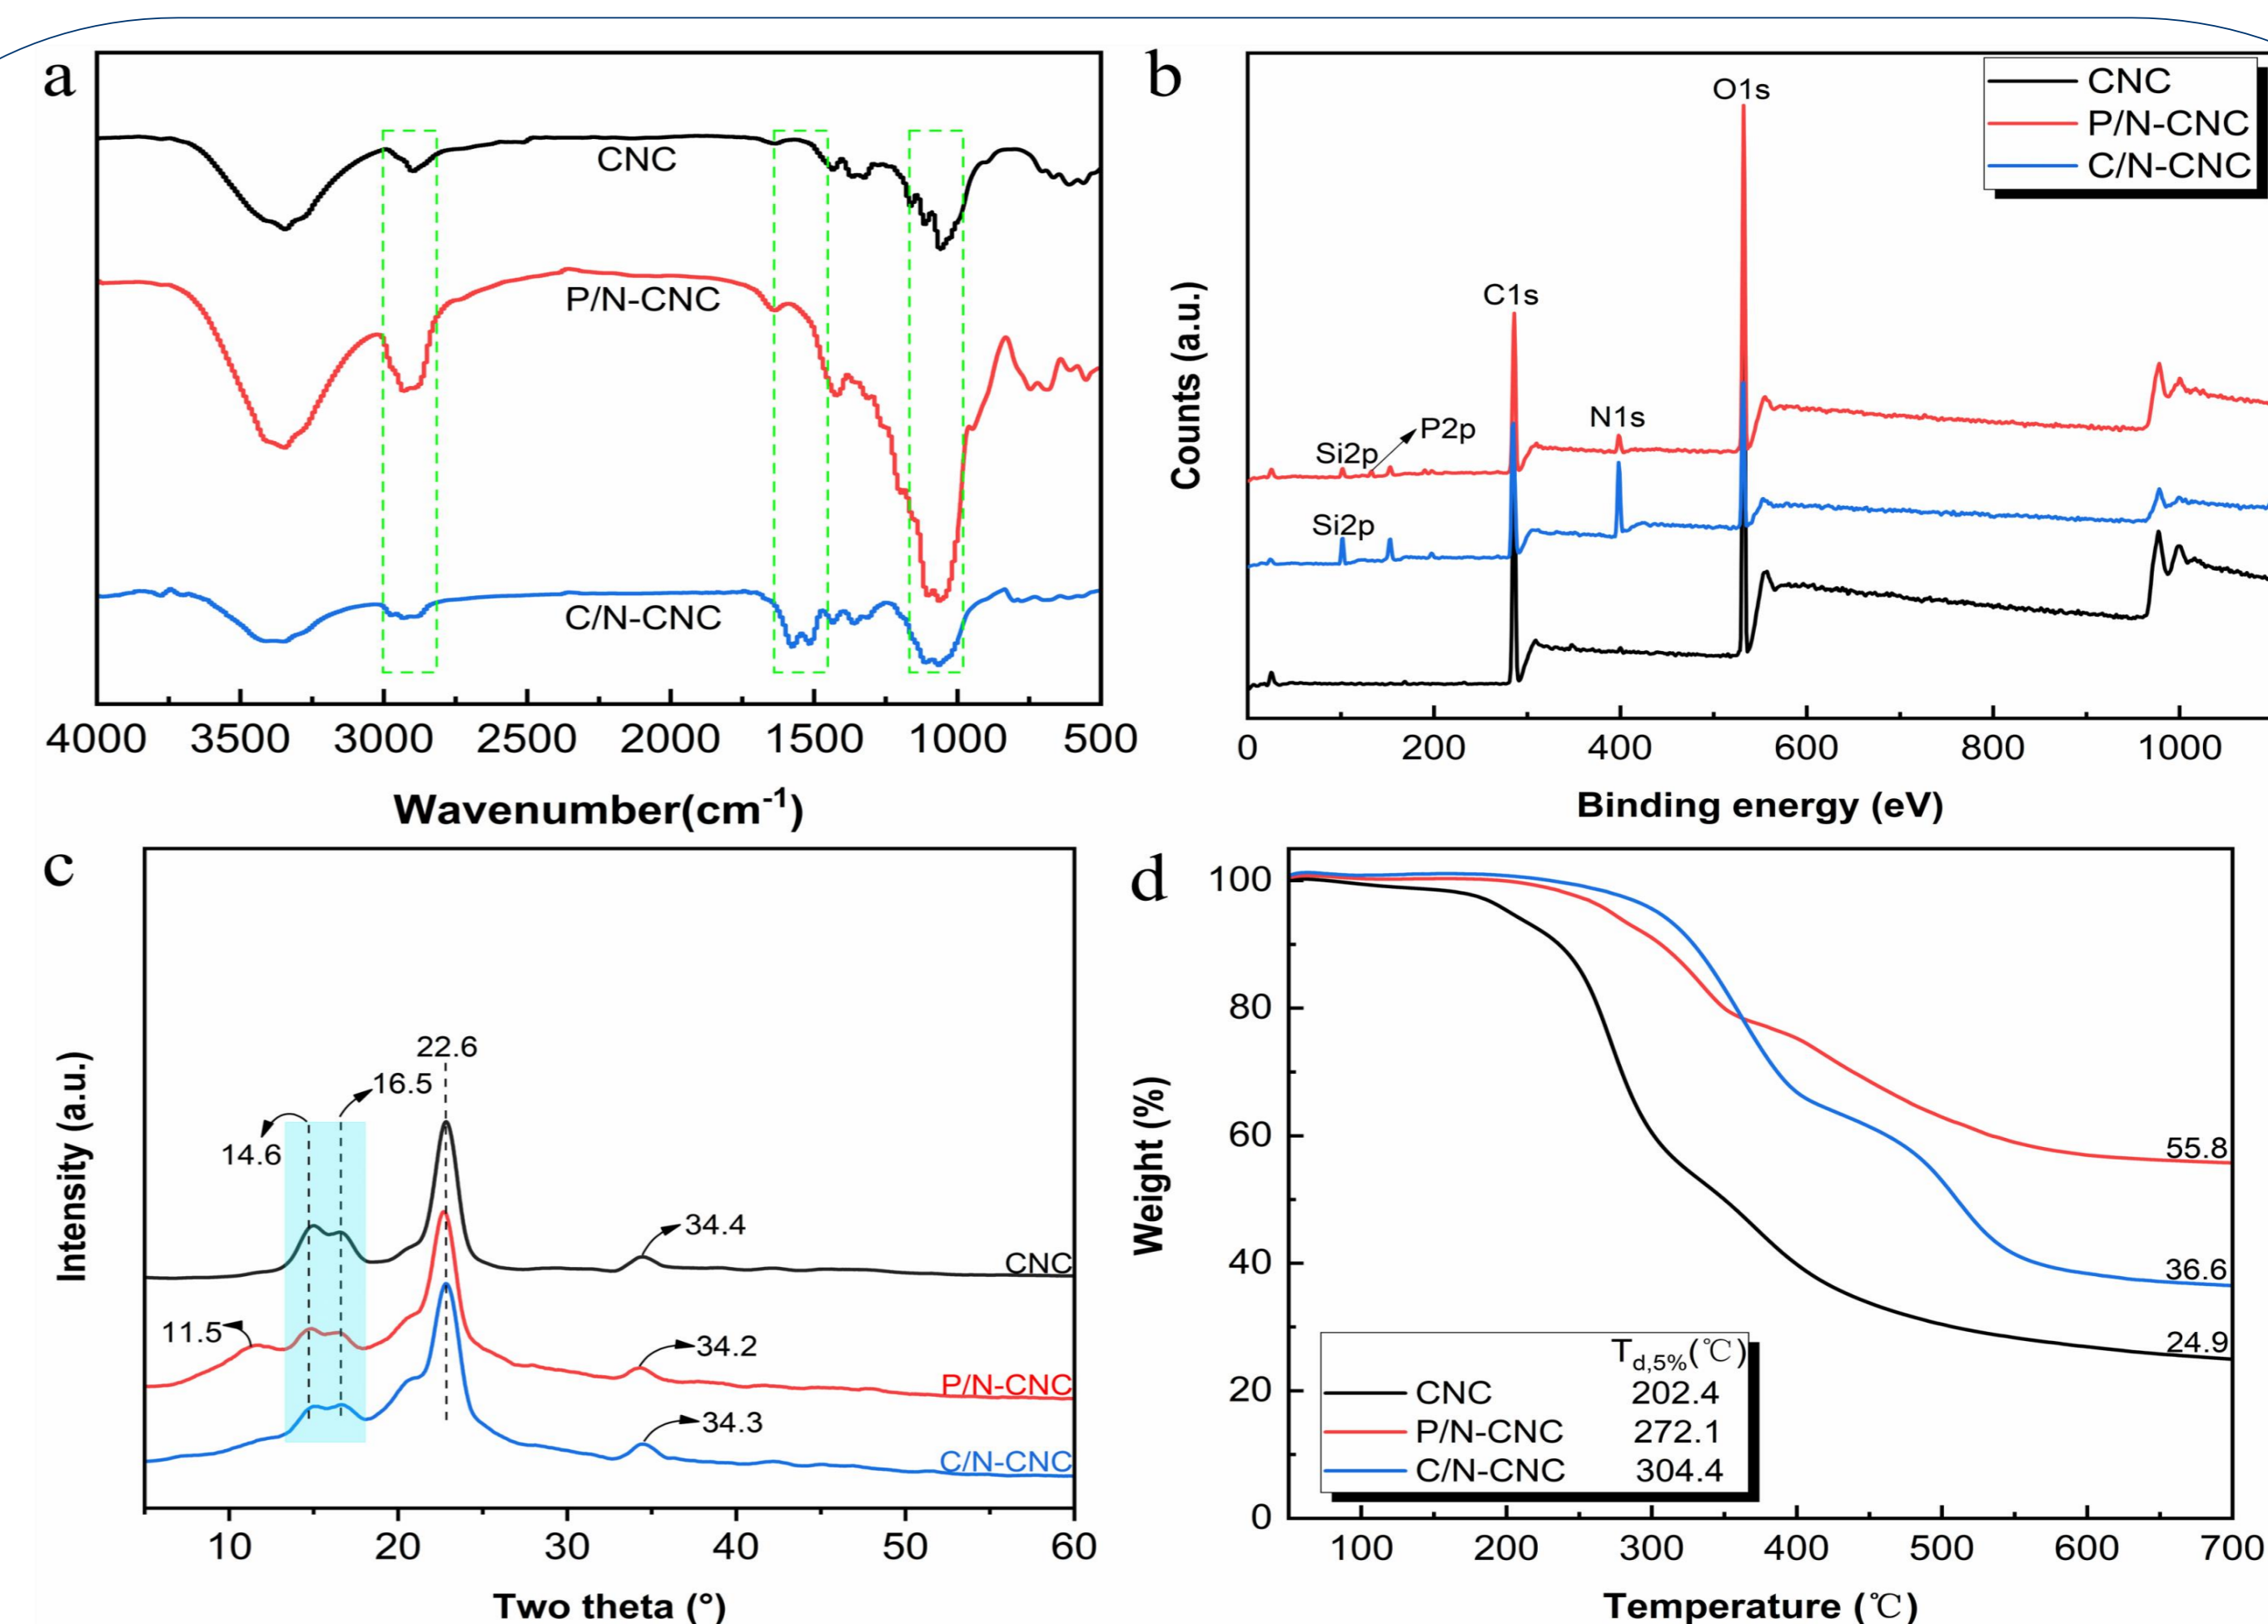 a
CNC
P/N-CNC
C/N-CNC
4000 3500 3000 2500 2000 1500 1000 500
Wavenumber(cm⁻¹)
b
O1s
CNC
P/N-CNC
C/N-CNC
C1s
N1s
P2p
Si2p
Si2p
Counts (a.u.)
0 200 400 600 800 1000
Binding energy (eV)
c
22.6
16.5
14.6
34.4
CNC
11.5
34.2
P/N-CNC
34.3
C/N-CNC
Intensity (a.u.)
10 20 30 40 50 60
Two theta (°)
d
100
80
60
40
20
0
Weight (%)
55.8
36.6
24.9
Td,5%(℃)
CNC 202.4
P/N-CNC 272.1
C/N-CNC 304.4
100 200 300 400 500 600 700
Temperature (℃)